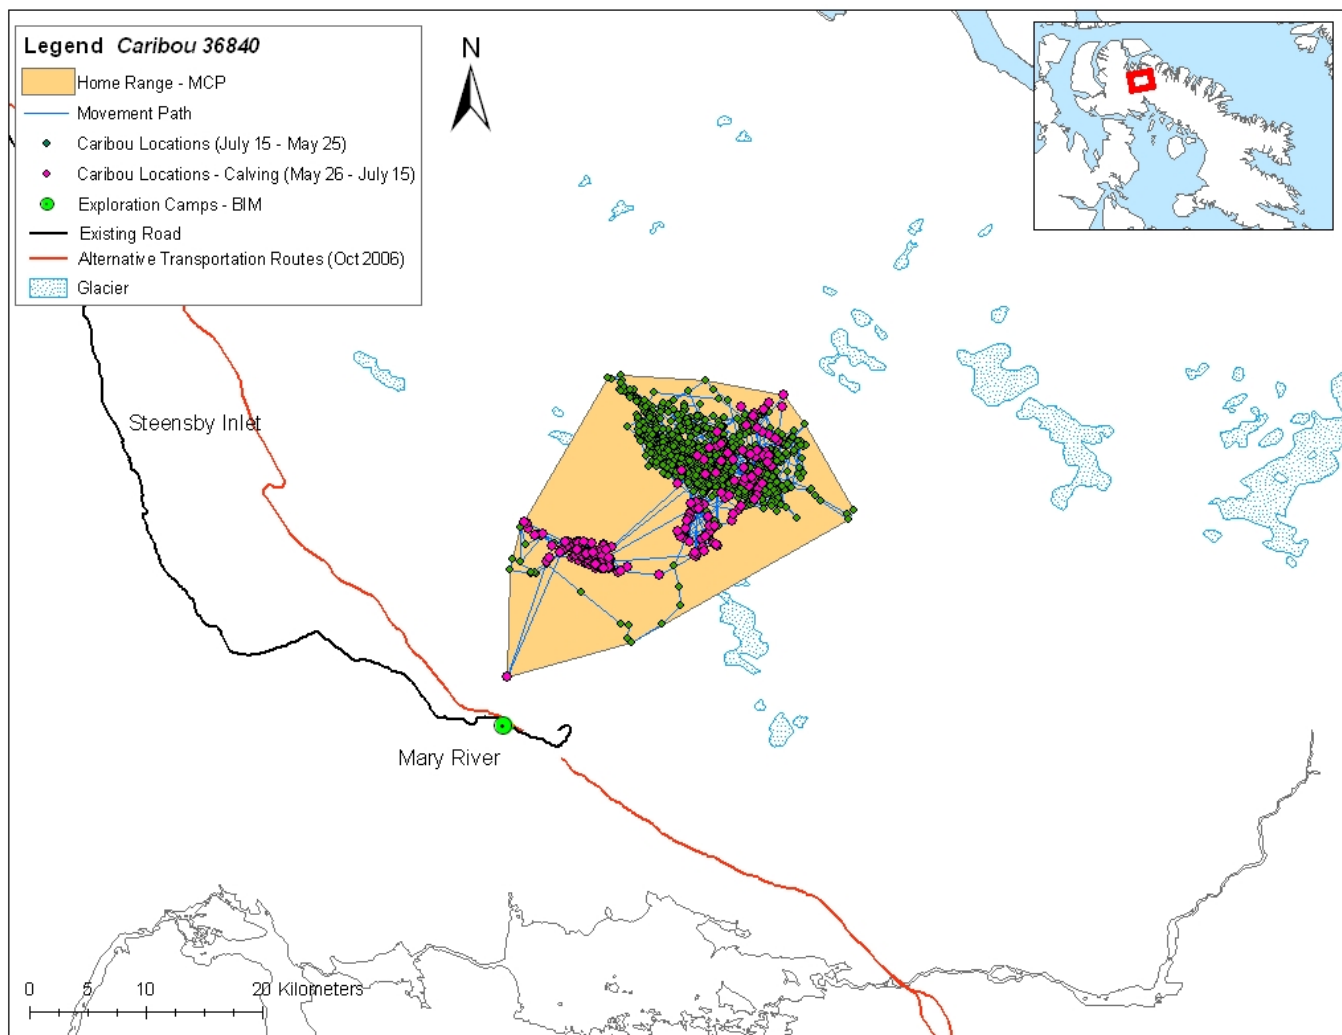 Legend Caribou 36840
Home Range - MCP
Movement Path
Caribou Locations (July 15 - May 25)
Caribou Locations - Calving (May 26 - July 15)
Exploration Camps - BIM
Existing Road
Alternative Transportation Routes (Oct 2006)
Glacier
N
Steensby Inlet
Mary River
0 5 10 20 Kilometers